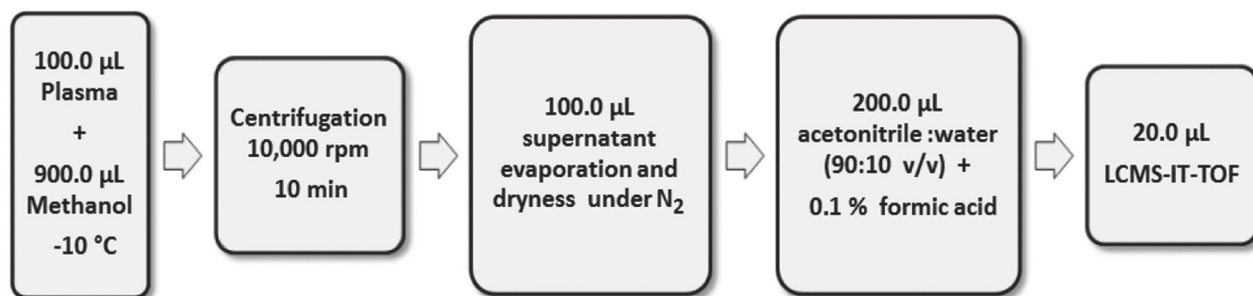 100.0 µL
Plasma
+
900.0 µL
Methanol
-10 °C
Centrifugation
10,000 rpm
10 min
100.0 µL
supernatant
evaporation and
dryness under N₂
200.0 µL
acetonitrile :water
(90:10 v/v) +
0.1 % formic acid
20.0 µL
LCMS-IT-TOF